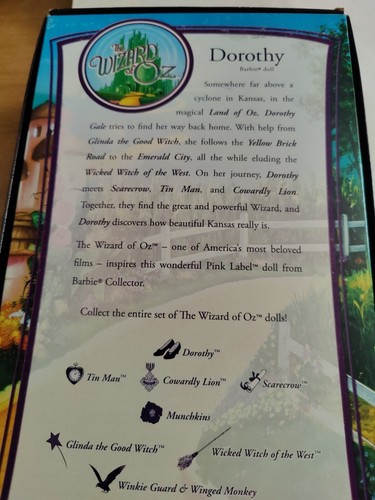 The
WIZARD
of OZ
Dorothy
Barbie® doll
Somewhere far above a
cyclone in Kansas, in the
magical Land of Oz, Dorothy
Gale tries to find her way back home. With help from
Glinda the Good Witch, she follows the Yellow Brick
Road to the Emerald City, all the while eluding the
Wicked Witch of the West. On her journey, Dorothy
meets Scarecrow, Tin Man, and Cowardly Lion.
Together, they find the great and powerful Wizard, and
Dorothy discovers how beautiful Kansas really is.
The Wizard of Oz™ – one of America's most beloved
films – inspires this wonderful Pink Label™ doll from
Barbie® Collector.
Collect the entire set of The Wizard of Oz™ dolls!
Dorothy™
Tin Man™
Cowardly Lion™
Scarecrow™
Munchkins
Glinda the Good Witch™
Wicked Witch of the West™
Winkie Guard & Winged Monkey